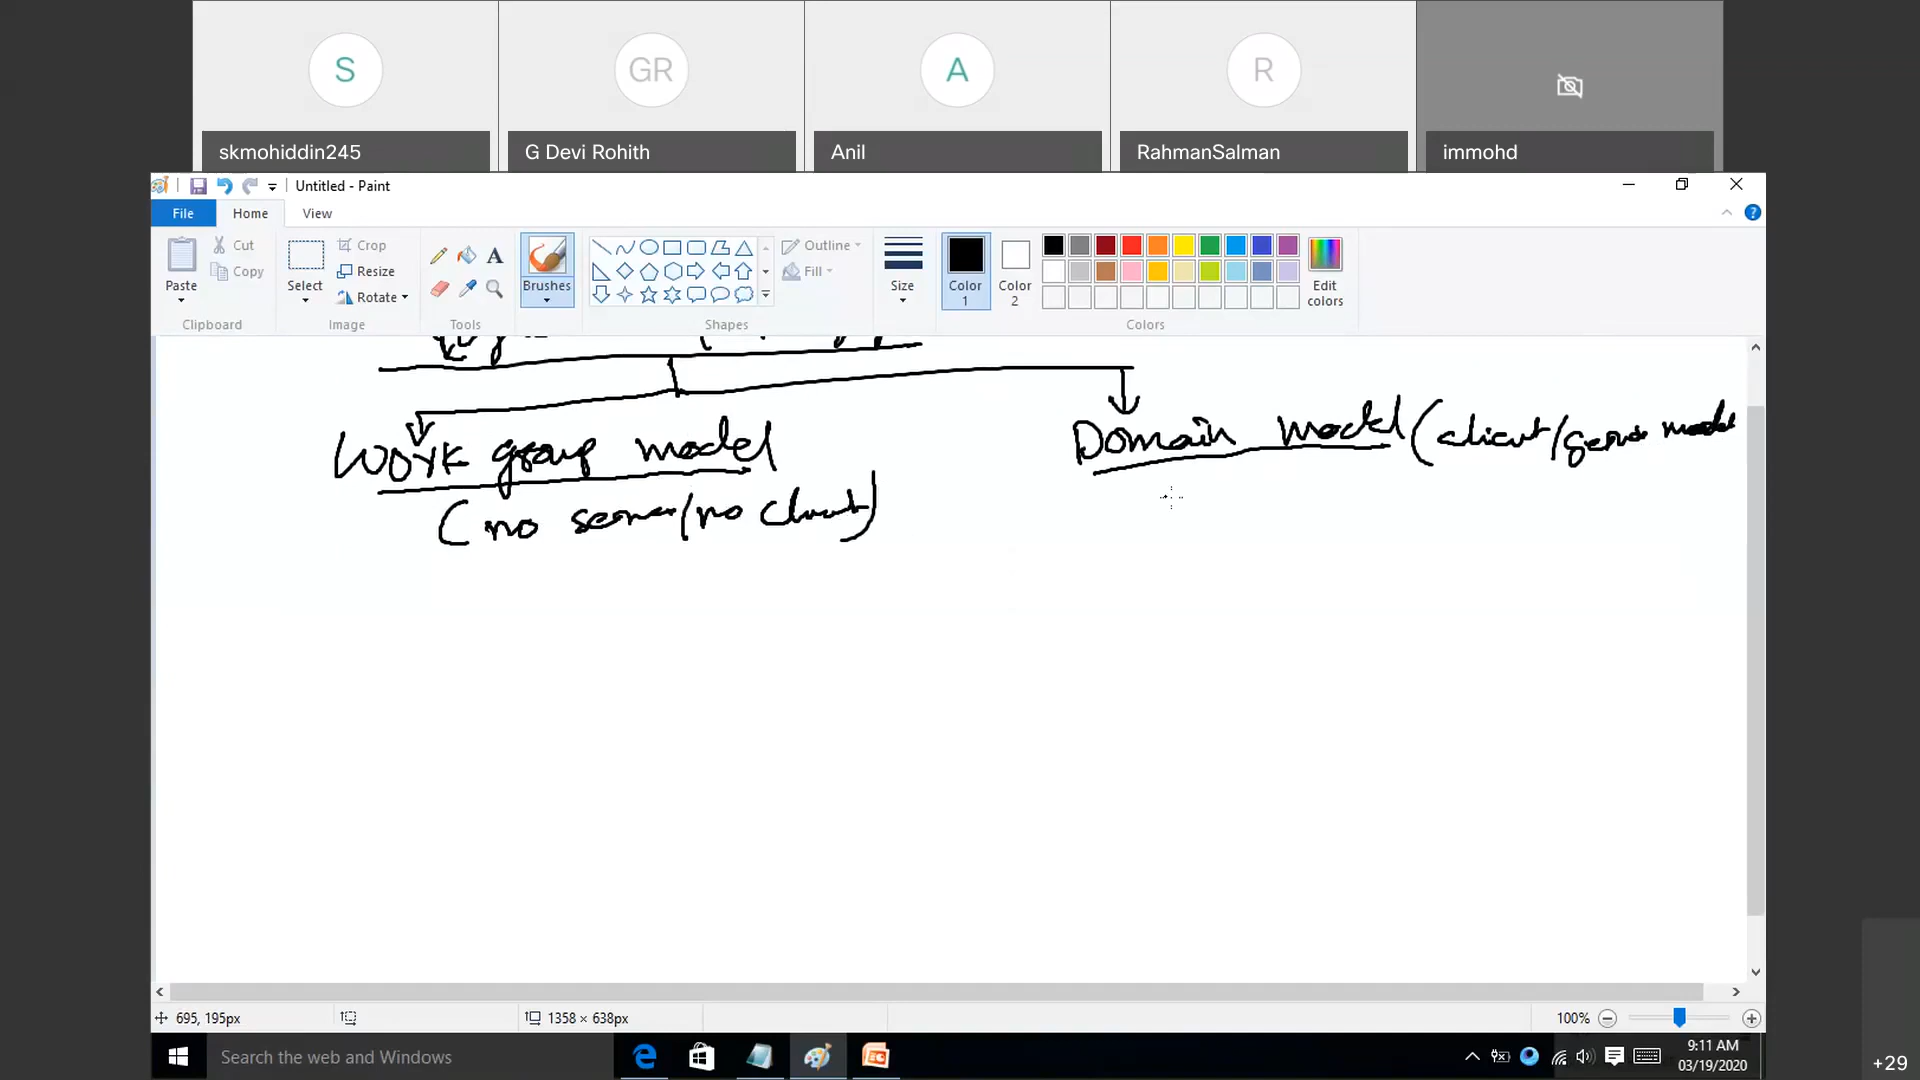 S GR A R
skmohiddin245 G Devi Rohith Anil RahmanSalman immohd
Untitled - Paint
File Home View
Paste Cut Copy Select Crop Resize Rotate A Brushes Outline Fill Size Color 1 Color 2 Edit colors
Clipboard Image Tools Shapes Colors
Work group model Domain model (client/server model
(no server/no client)
695, 195px 1358 × 638px 100%
Search the web and Windows 9:11 AM
03/19/2020
+29